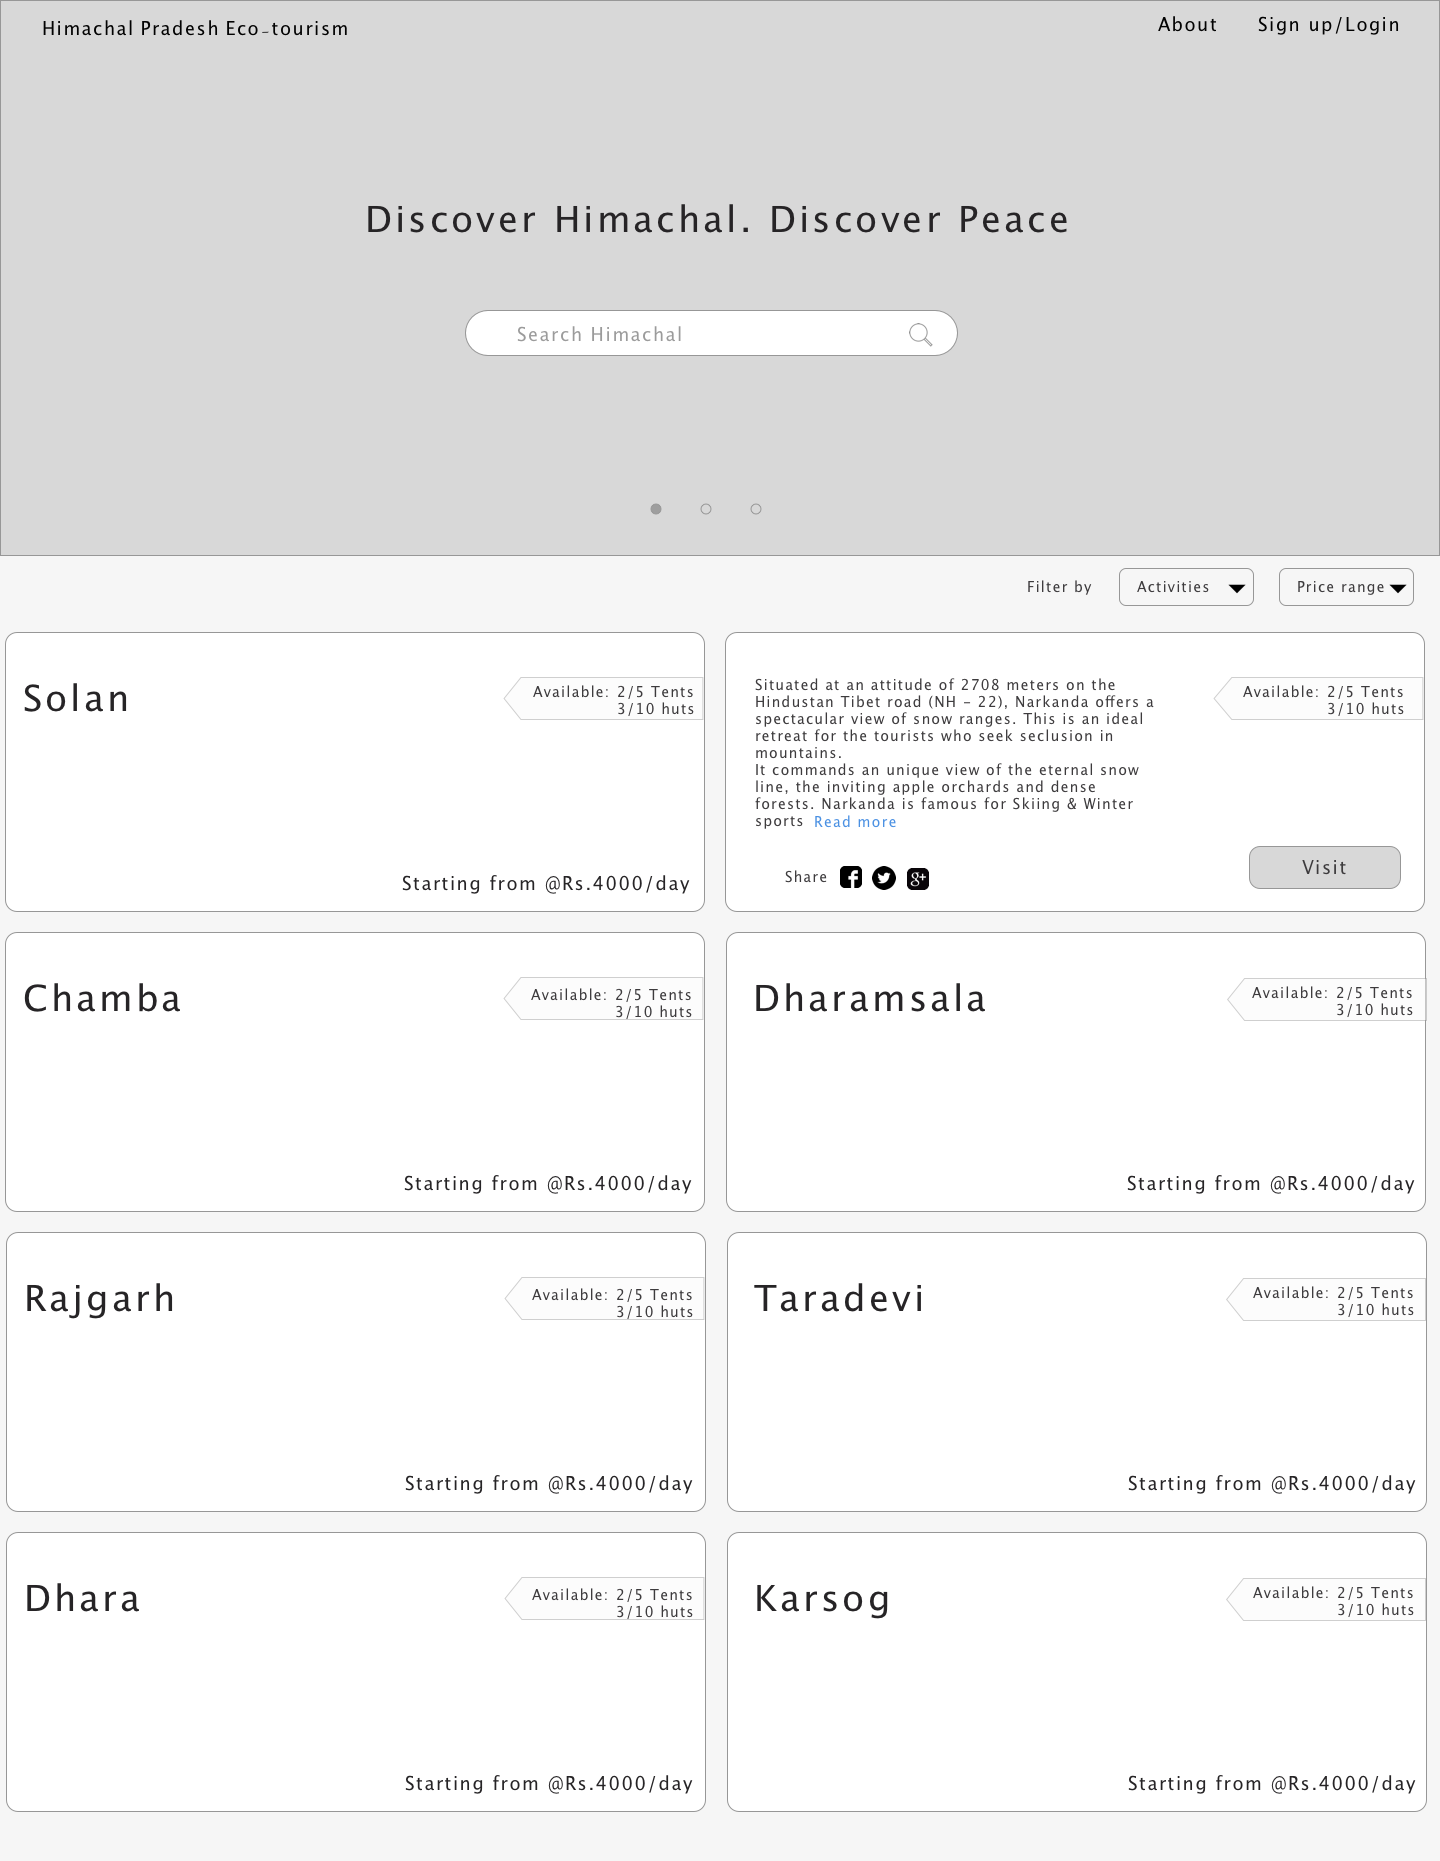 Himachal Pradesh Eco-tourism
About
Sign up/Login
Discover Himachal. Discover Peace
Search Himachal
Filter by
Activities
Price range
Solan
Available: 2/5 Tents
3/10 huts
Starting from @Rs.4000/day
Situated at an attitude of 2708 meters on the
Hindustan Tibet road (NH – 22), Narkanda offers a
spectacular view of snow ranges. This is an ideal
retreat for the tourists who seek seclusion in
mountains.
It commands an unique view of the eternal snow
line, the inviting apple orchards and dense
forests. Narkanda is famous for Skiing & Winter
sports Read more
Available: 2/5 Tents
3/10 huts
Share
Visit
Chamba
Available: 2/5 Tents
3/10 huts
Starting from @Rs.4000/day
Dharamsala
Available: 2/5 Tents
3/10 huts
Starting from @Rs.4000/day
Rajgarh
Available: 2/5 Tents
3/10 huts
Starting from @Rs.4000/day
Taradevi
Available: 2/5 Tents
3/10 huts
Starting from @Rs.4000/day
Dhara
Available: 2/5 Tents
3/10 huts
Starting from @Rs.4000/day
Karsog
Available: 2/5 Tents
3/10 huts
Starting from @Rs.4000/day